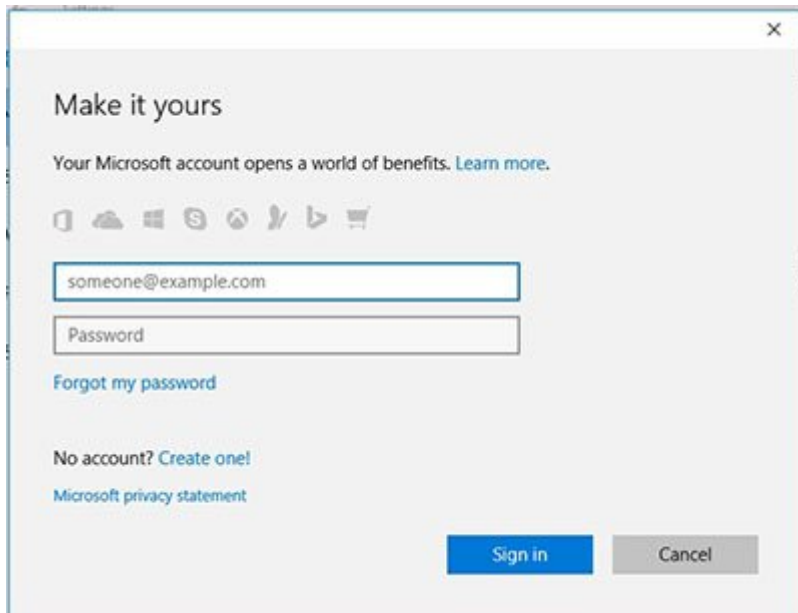 Make it yours
Your Microsoft account opens a world of benefits. Learn more.
someone@example.com
Password
Forgot my password
No account? Create one!
Microsoft privacy statement
Sign in
Cancel